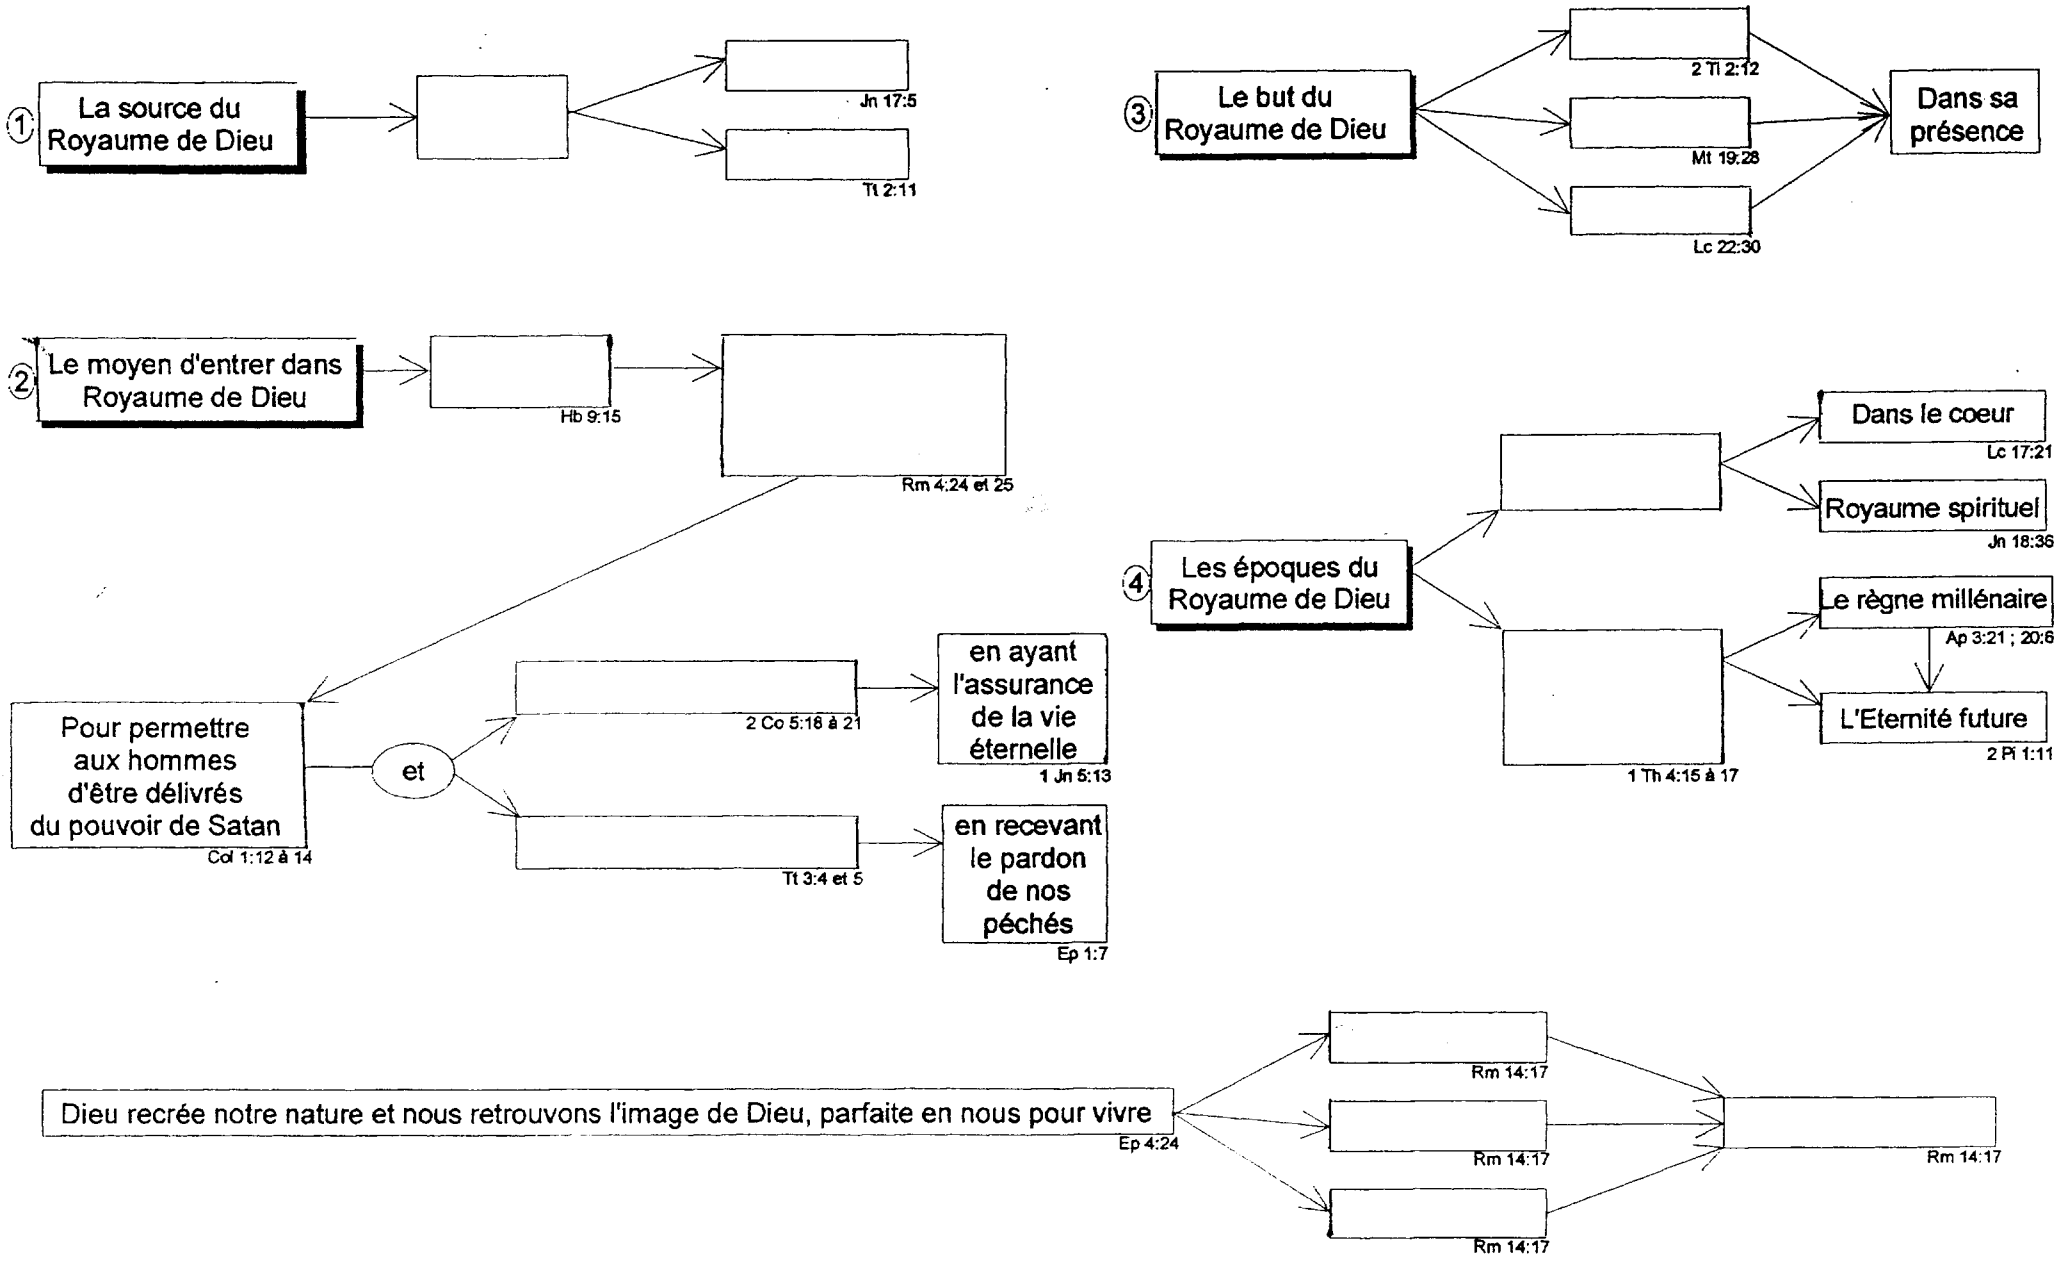 1
La source du
Royaume de Dieu
Jn 17:5
Tt 2:11
2
Le moyen d'entrer dans
Royaume de Dieu
Hb 9:15
Rm 4:24 et 25
Pour permettre
aux hommes
d'être délivrés
du pouvoir de Satan
Col 1:12 à 14
et
2 Co 5:18 à 21
en ayant
l'assurance
de la vie
éternelle
1 Jn 5:13
Tt 3:4 et 5
en recevant
le pardon
de nos
péchés
Ep 1:7
3
Le but du
Royaume de Dieu
2 Ti 2:12
Mt 19:28
Lc 22:30
Dans sa
présence
4
Les époques du
Royaume de Dieu
Dans le coeur
Lc 17:21
Royaume spirituel
Jn 18:36
1 Th 4:15 à 17
Le règne millénaire
Ap 3:21 ; 20:6
L'Eternité future
2 Pi 1:11
Dieu recrée notre nature et nous retrouvons l'image de Dieu, parfaite en nous pour vivre
Ep 4:24
Rm 14:17
Rm 14:17
Rm 14:17
Rm 14:17